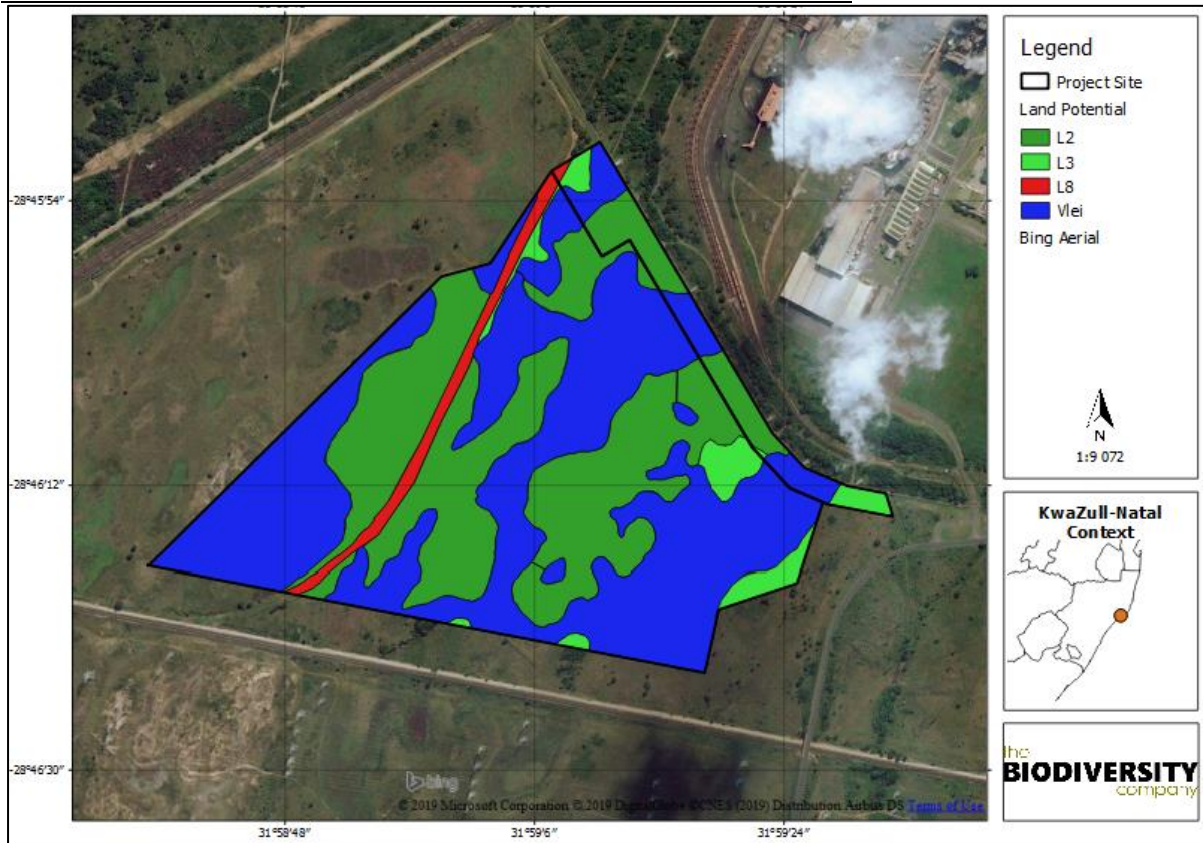 Legend
Project Site
Land Potential
L2
L3
L8
Vlei
Bing Aerial
N
1:9 072
KwaZull-Natal
Context
the
BIODIVERSITY
company
-28°45'54"
-28°46'12"
-28°46'30"
bing
© 2019 Microsoft Corporation © 2019 DigitalGlobe ©CNES (2019) Distribution Airbus DS Terms of Use
31°58'48"
31°59'6"
31°59'24"